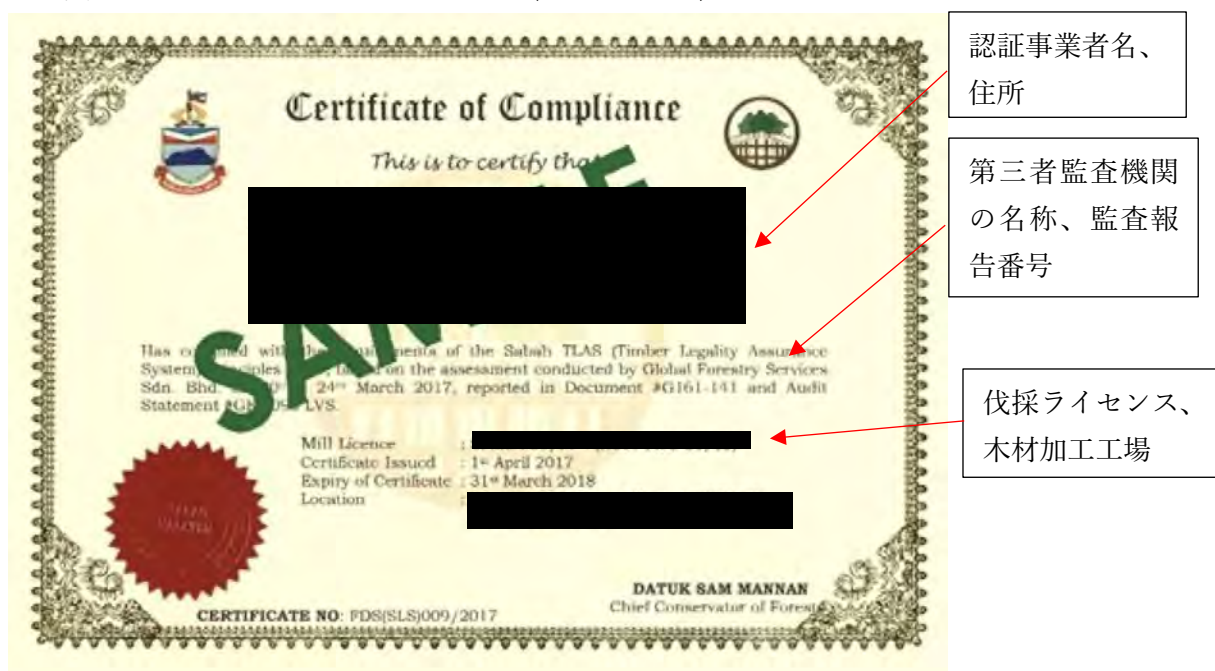 Certificate of Compliance
This is to certify that
SAMPLE
Has complied with the requirements of the Sabah TLAS (Timber Legality Assurance
System) Principles based on the assessment conducted by Global Forestry Services
Sdn. Bhd. 24th March 2017, reported in Document #G161-141 and Audit
Statement LVS.
Mill Licence :
Certificate Issued : 1st April 2017
Expiry of Certificate : 31st March 2018
Location :
DATUK SAM MANNAN
Chief Conservator of Forests
CERTIFICATE NO: FDS(SLS)009/2017
認証事業者名、
住所
第三者監査機関
の名称、監査報
告番号
伐採ライセンス、
木材加工工場